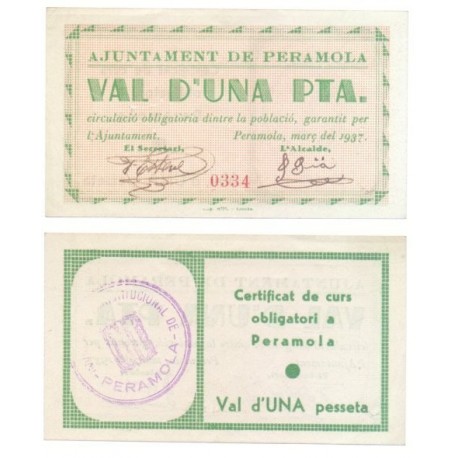 AJUNTAMENT DE PERAMOLA
VAL D'UNA PTA.
circulació obligatòria dintre la població, garantit per
l'Ajuntament. Peramola, març del 1937.
El Secretari, L'Alcalde,
0334
Certificat de curs
obligatori a
Peramola
Val d'UNA pesseta
PERAMOLA